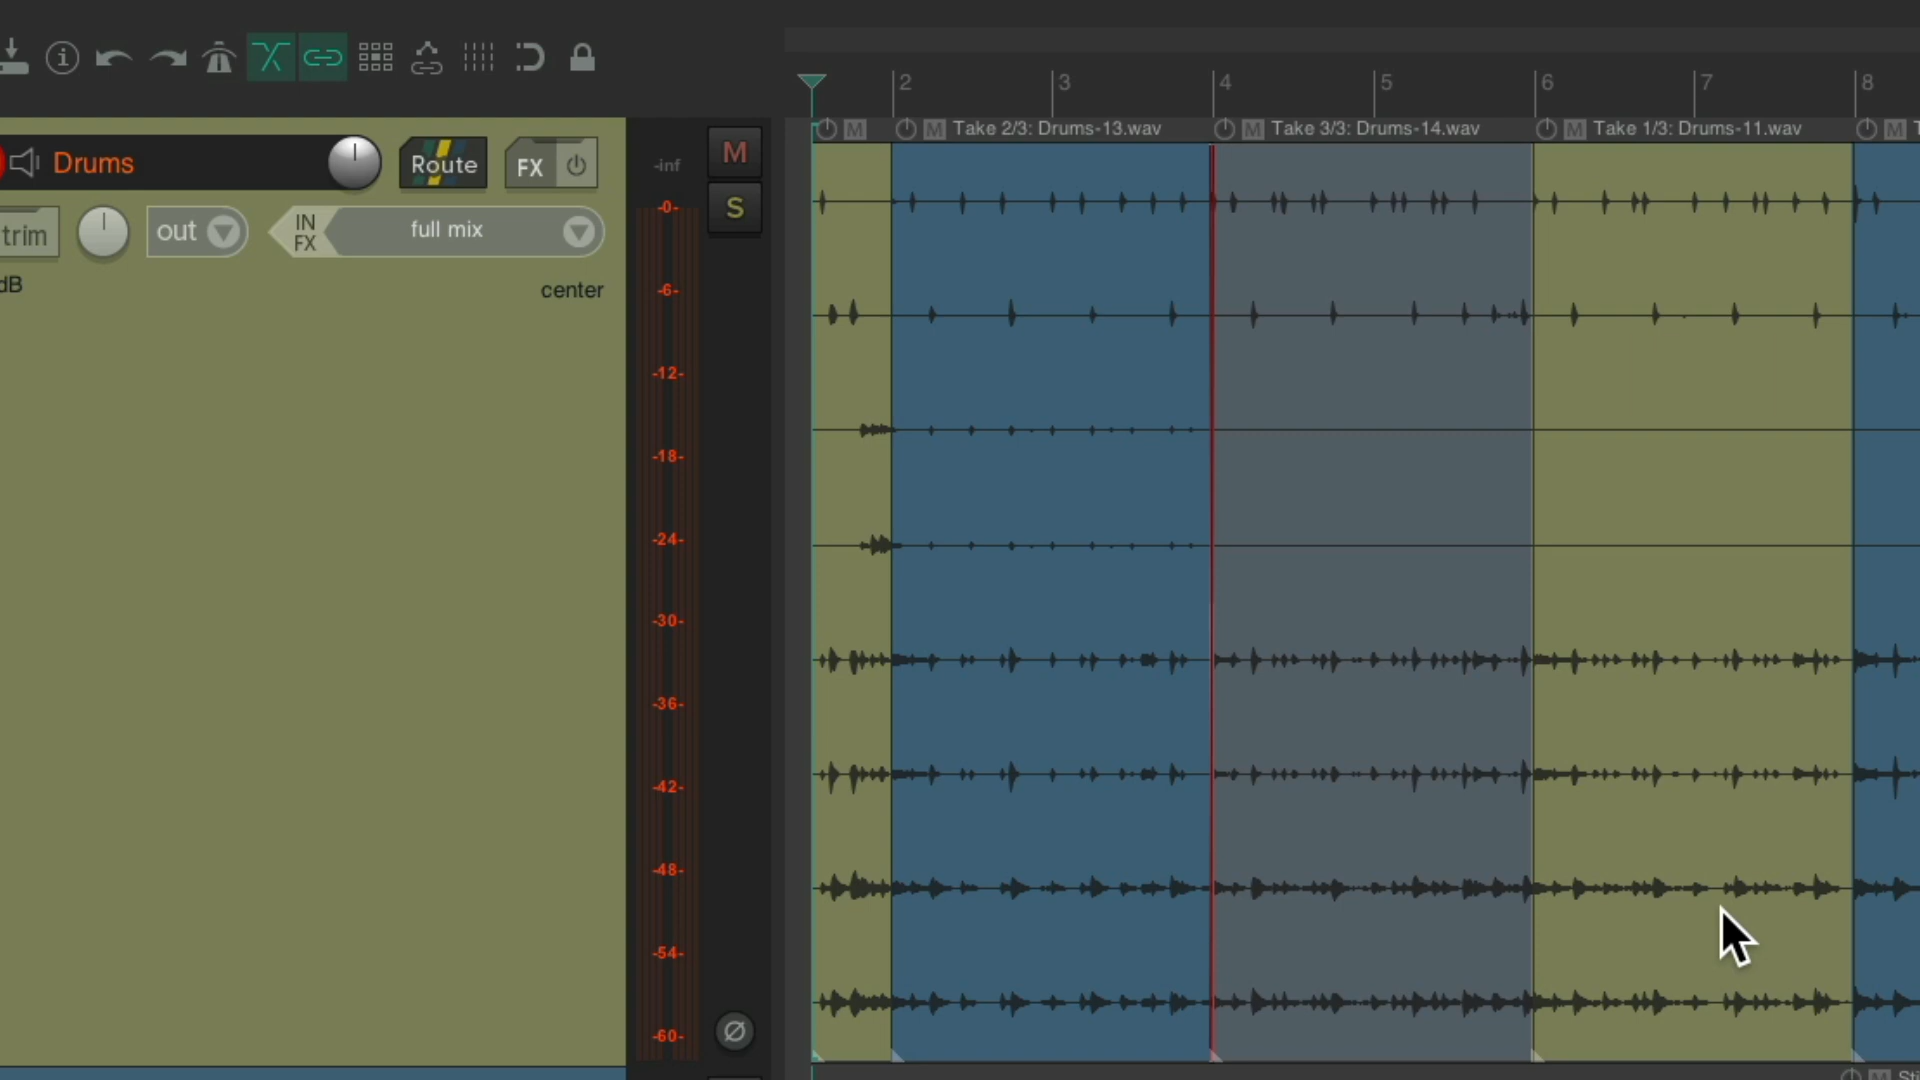 2 3 4 5 6 7 8
M M Take 2/3: Drums-13.wav M Take 3/3: Drums-14.wav M Take 1/3: Drums-11.wav M
Drums Route FX -inf M
-0- S
trim out IN FX full mix
dB center
-6-
-12-
-18-
-24-
-30-
-36-
-42-
-48-
-54-
-60-
M